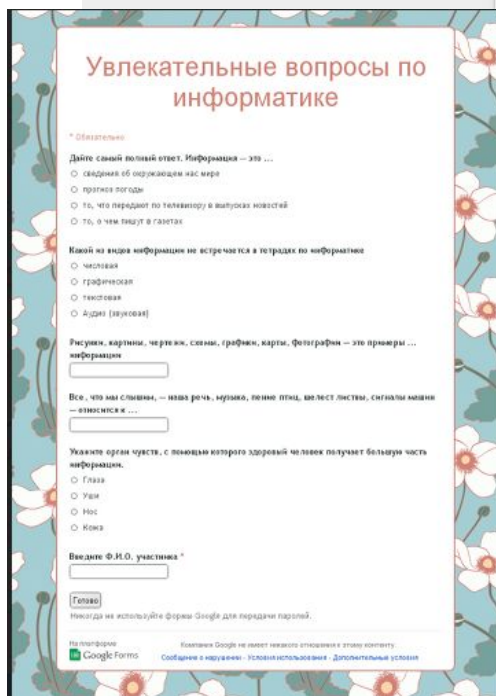 Увлекательные вопросы по
информатике
* Обязательно
Дайте самый полный ответ. Информация – это ...
сведения об окружающем нас мире
прогноз погоды
то, что передают по телевизору в выпусках новостей
то, о чем пишут в газетах
Какой из видов информации не встречается в тетрадях по информатике
числовая
графическая
текстовая
Аудио (звуковая)
Рисунки, картины, чертежи, схемы, графики, карты, фотографии – это примеры ...
информации
Все, что мы слышим, – наша речь, музыка, пение птиц, шелест листвы, сигналы машин
– относится к ...
Укажите орган чувств, с помощью которого здоровый человек получает большую часть
информации.
Глаза
Уши
Нос
Кожа
Введите Ф.И.О. участника *
Готово
Никогда не используйте формы Google для передачи паролей.
На платформе
Google Forms
Компания Google не имеет никакого отношения к этому контенту.
Сообщение о нарушении - Условия использования - Дополнительные условия